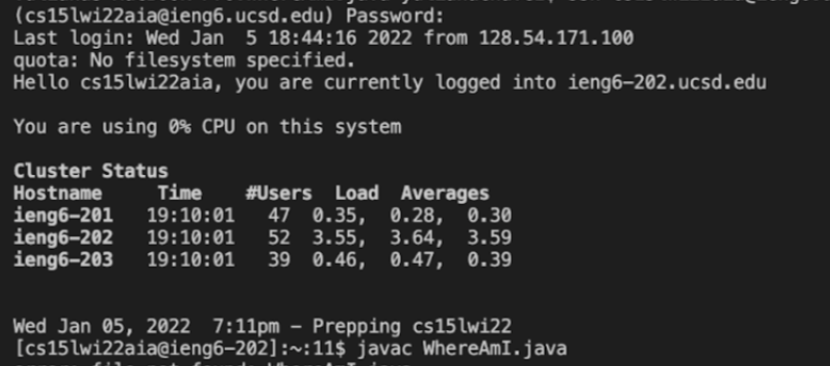 (cs15lwi22aia@ieng6.ucsd.edu) Password:
Last login: Wed Jan  5 18:44:16 2022 from 128.54.171.100
quota: No filesystem specified.
Hello cs15lwi22aia, you are currently logged into ieng6-202.ucsd.edu
You are using 0% CPU on this system
Cluster Status
Hostname     Time    #Users  Load  Averages
ieng6-201   19:10:01   47  0.35,  0.28,  0.30
ieng6-202   19:10:01   52  3.55,  3.64,  3.59
ieng6-203   19:10:01   39  0.46,  0.47,  0.39
Wed Jan 05, 2022  7:11pm - Prepping cs15lwi22
[cs15lwi22aia@ieng6-202]:~:11$ javac WhereAmI.java